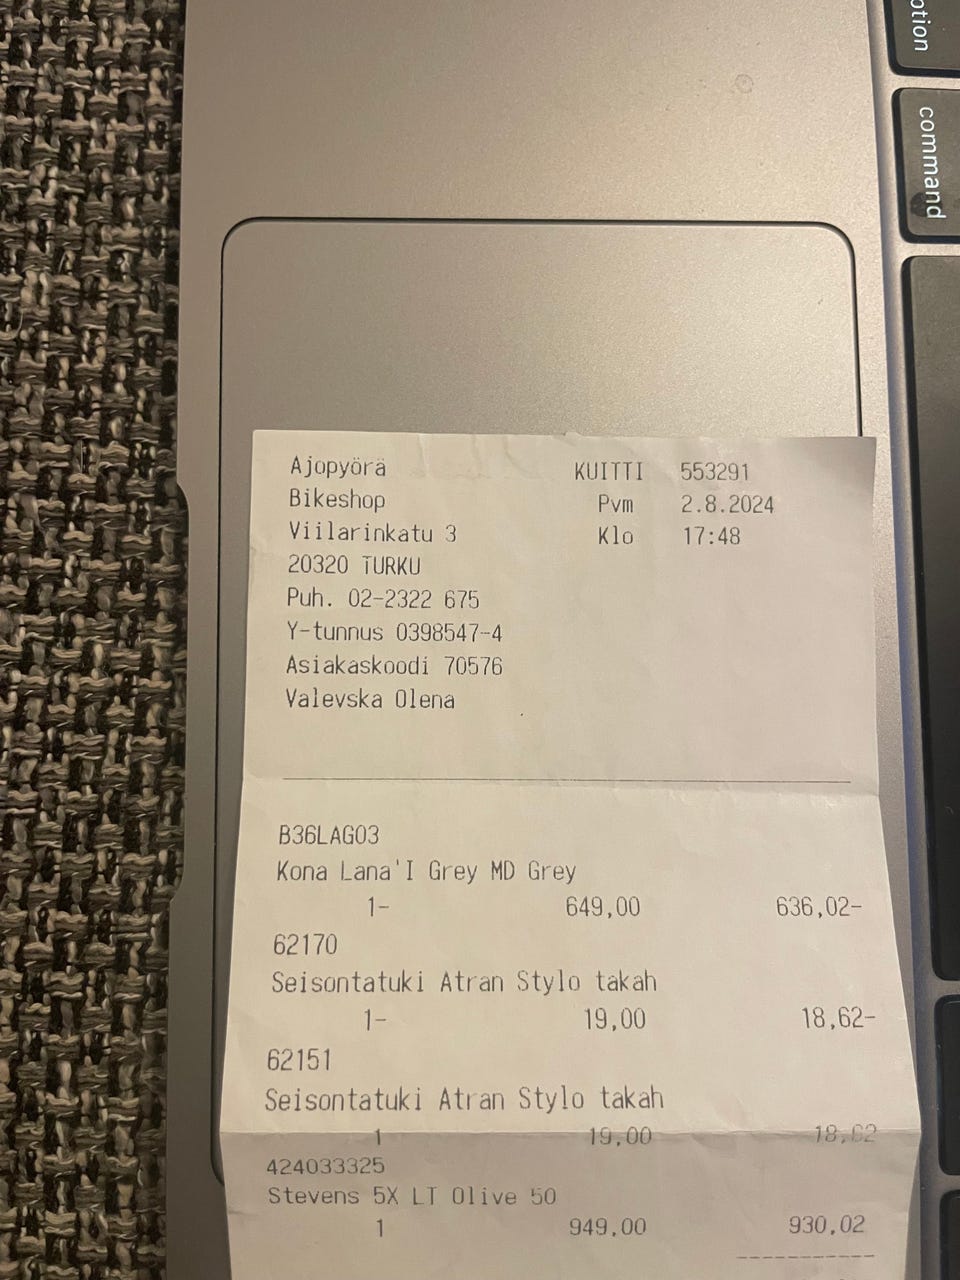 option
command
Ajopyörä KUITTI 553291
Bikeshop Pvm 2.8.2024
Viilarinkatu 3 Klo 17:48
20320 TURKU
Puh. 02-2322 675
Y-tunnus 0398547-4
Asiakaskoodi 70576
Valevska Olena
B36LAG03
Kona Lana'I Grey MD Grey
1- 649,00 636,02-
62170
Seisontatuki Atran Stylo takah
1- 19,00 18,62-
62151
Seisontatuki Atran Stylo takah
1 19,00 18,62
424033325
Stevens 5X LT Olive 50
1 949,00 930,02